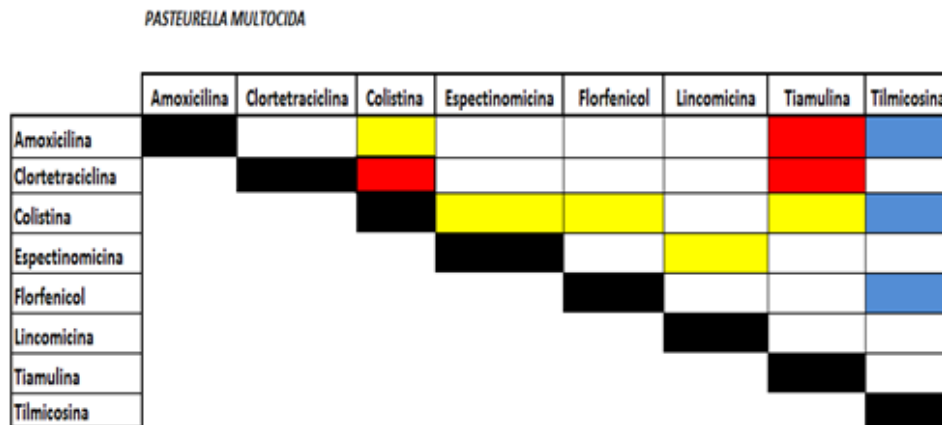 PASTEURELLA MULTOCIDA
Amoxicilina Clortetraciclina Colistina Espectinomicina Florfenicol Lincomicina Tiamulina Tilmicosina
Amoxicilina
Clortetraciclina
Colistina
Espectinomicina
Florfenicol
Lincomicina
Tiamulina
Tilmicosina